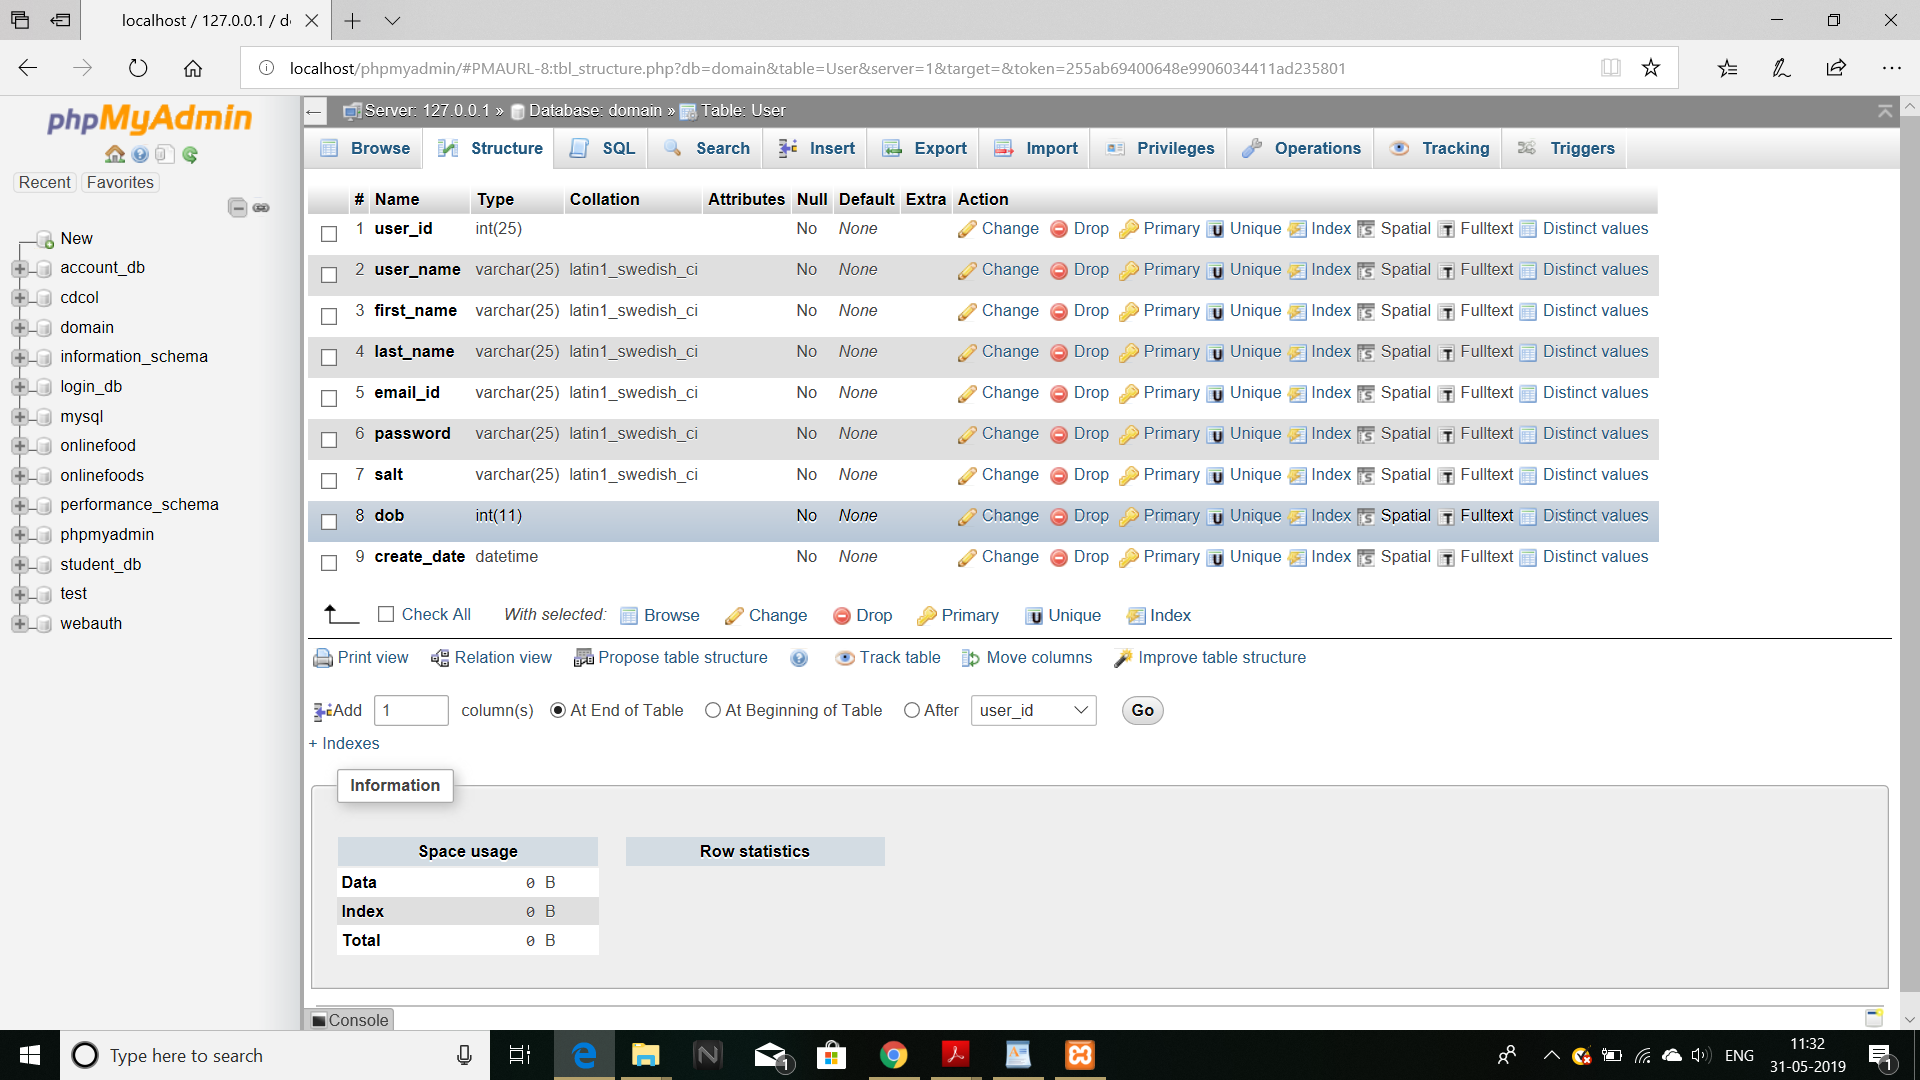 localhost / 127.0.0.1 / d
localhost/phpmyadmin/#PMAURL-8:tbl_structure.php?db=domain&table=User&server=1&target=&token=255ab69400648e9906034411ad235801
phpMyAdmin
Recent Favorites
New
account_db
cdcol
domain
information_schema
login_db
mysql
onlinefood
onlinefoods
performance_schema
phpmyadmin
student_db
test
webauth
Server: 127.0.0.1 » Database: domain » Table: User
Browse Structure SQL Search Insert Export Import Privileges Operations Tracking Triggers
# Name Type Collation Attributes Null Default Extra Action
1 user_id int(25) No None Change Drop Primary Unique Index Spatial Fulltext Distinct values
2 user_name varchar(25) latin1_swedish_ci No None Change Drop Primary Unique Index Spatial Fulltext Distinct values
3 first_name varchar(25) latin1_swedish_ci No None Change Drop Primary Unique Index Spatial Fulltext Distinct values
4 last_name varchar(25) latin1_swedish_ci No None Change Drop Primary Unique Index Spatial Fulltext Distinct values
5 email_id varchar(25) latin1_swedish_ci No None Change Drop Primary Unique Index Spatial Fulltext Distinct values
6 password varchar(25) latin1_swedish_ci No None Change Drop Primary Unique Index Spatial Fulltext Distinct values
7 salt varchar(25) latin1_swedish_ci No None Change Drop Primary Unique Index Spatial Fulltext Distinct values
8 dob int(11) No None Change Drop Primary Unique Index Spatial Fulltext Distinct values
9 create_date datetime No None Change Drop Primary Unique Index Spatial Fulltext Distinct values
Check All With selected: Browse Change Drop Primary Unique Index
Print view Relation view Propose table structure Track table Move columns Improve table structure
Add 1 column(s) At End of Table At Beginning of Table After user_id Go
+ Indexes
Information
Space usage Row statistics
Data 0 B
Index 0 B
Total 0 B
Console
Type here to search
1
ENG
11:32
31-05-2019
1